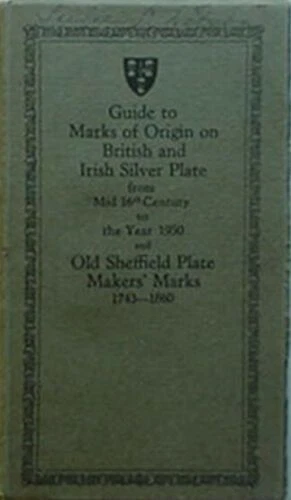 Guide to
Marks of Origin on
British and
Irish Silver Plate
from
Mid 16th Century
to
the Year 1950
and
Old Sheffield Plate
Makers' Marks
1743—1860